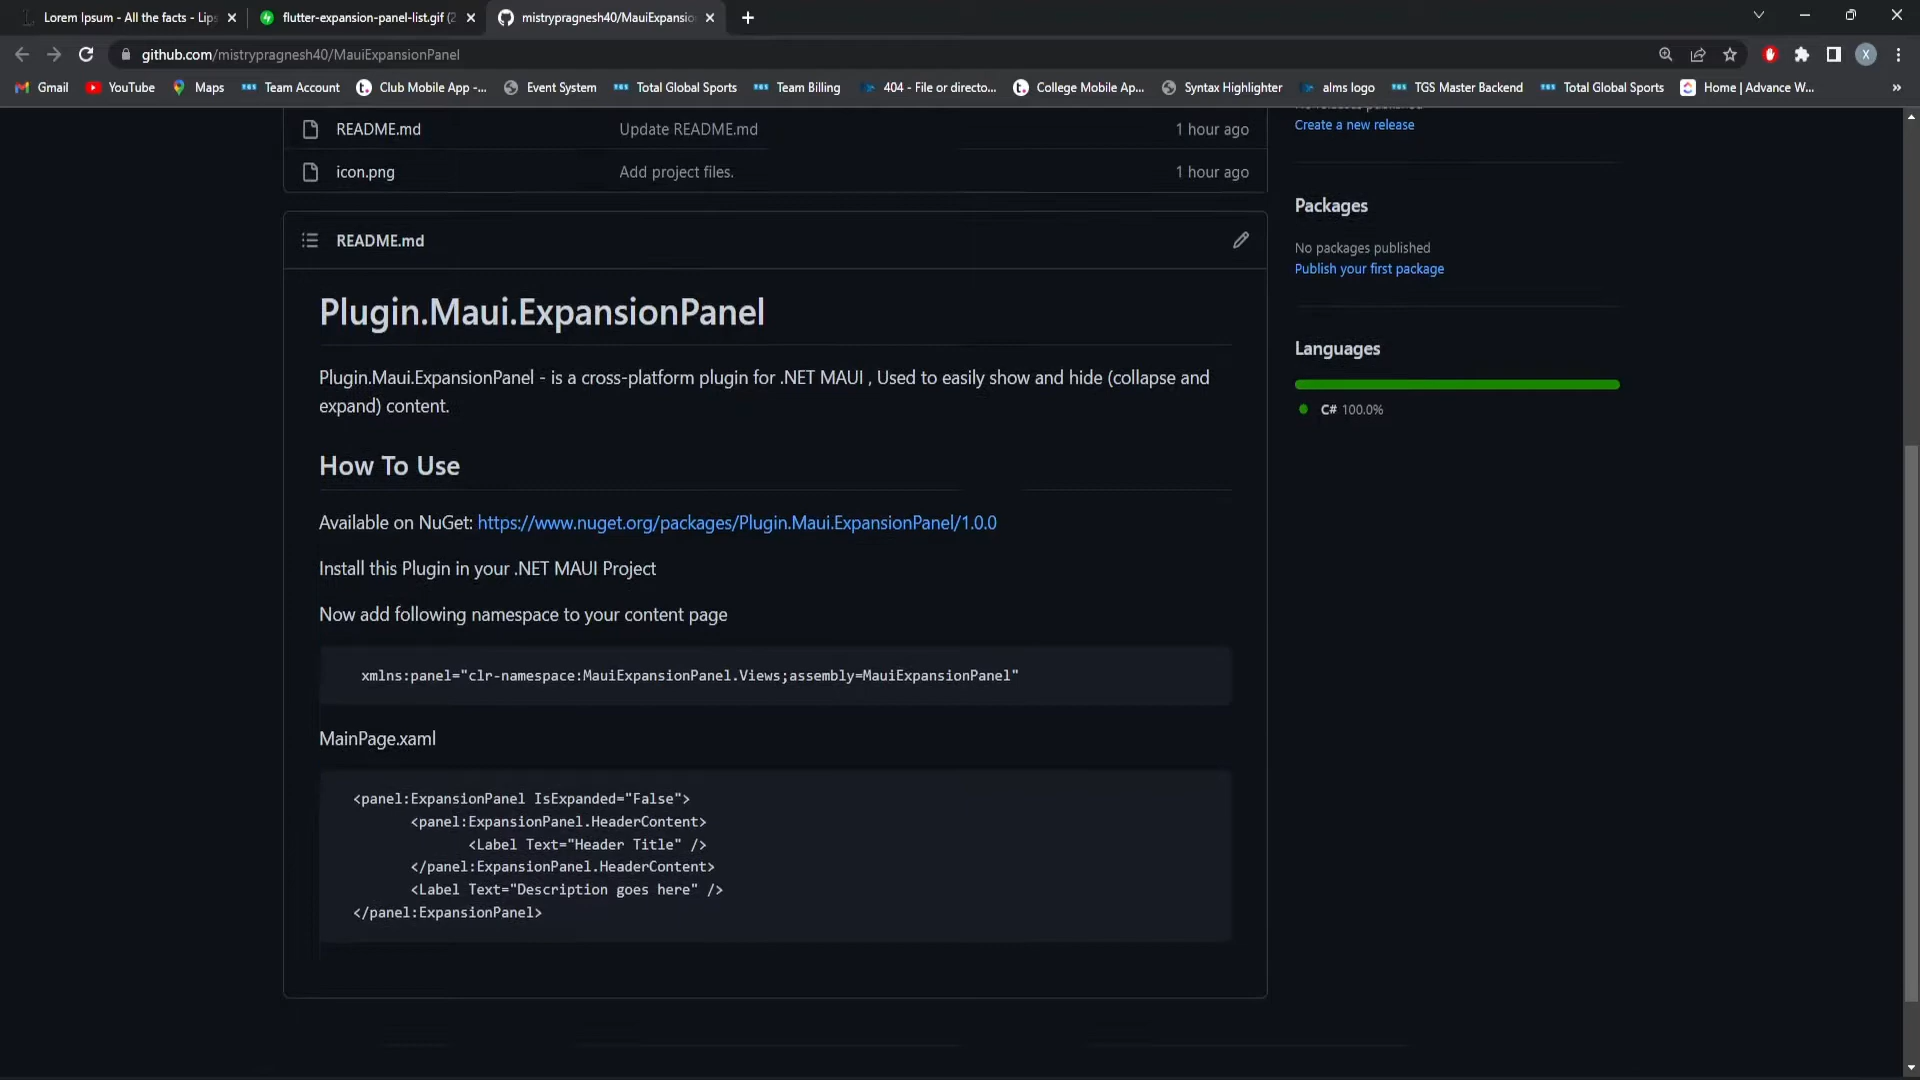 Lorem Ipsum - All the facts - Lips
flutter-expansion-panel-list.gif (2
mistrypragnesh40/MauiExpansio
github.com/mistrypragnesh40/MauiExpansionPanel
X
Gmail
YouTube
Maps
Team Account
Club Mobile App -...
Event System
Total Global Sports
Team Billing
404 - File or directo...
College Mobile Ap...
Syntax Highlighter
alms logo
TGS Master Backend
Total Global Sports
Home | Advance W...
»
README.md Update README.md 1 hour ago
icon.png Add project files. 1 hour ago
README.md
Plugin.Maui.ExpansionPanel
Plugin.Maui.ExpansionPanel - is a cross-platform plugin for .NET MAUI , Used to easily show and hide (collapse and
expand) content.
How To Use
Available on NuGet: https://www.nuget.org/packages/Plugin.Maui.ExpansionPanel/1.0.0
Install this Plugin in your .NET MAUI Project
Now add following namespace to your content page
xmlns:panel="clr-namespace:MauiExpansionPanel.Views;assembly=MauiExpansionPanel"
MainPage.xaml
<panel:ExpansionPanel IsExpanded="False">
<panel:ExpansionPanel.HeaderContent>
<Label Text="Header Title" />
</panel:ExpansionPanel.HeaderContent>
<Label Text="Description goes here" />
</panel:ExpansionPanel>
No releases published
Create a new release
Packages
No packages published
Publish your first package
Languages
C# 100.0%